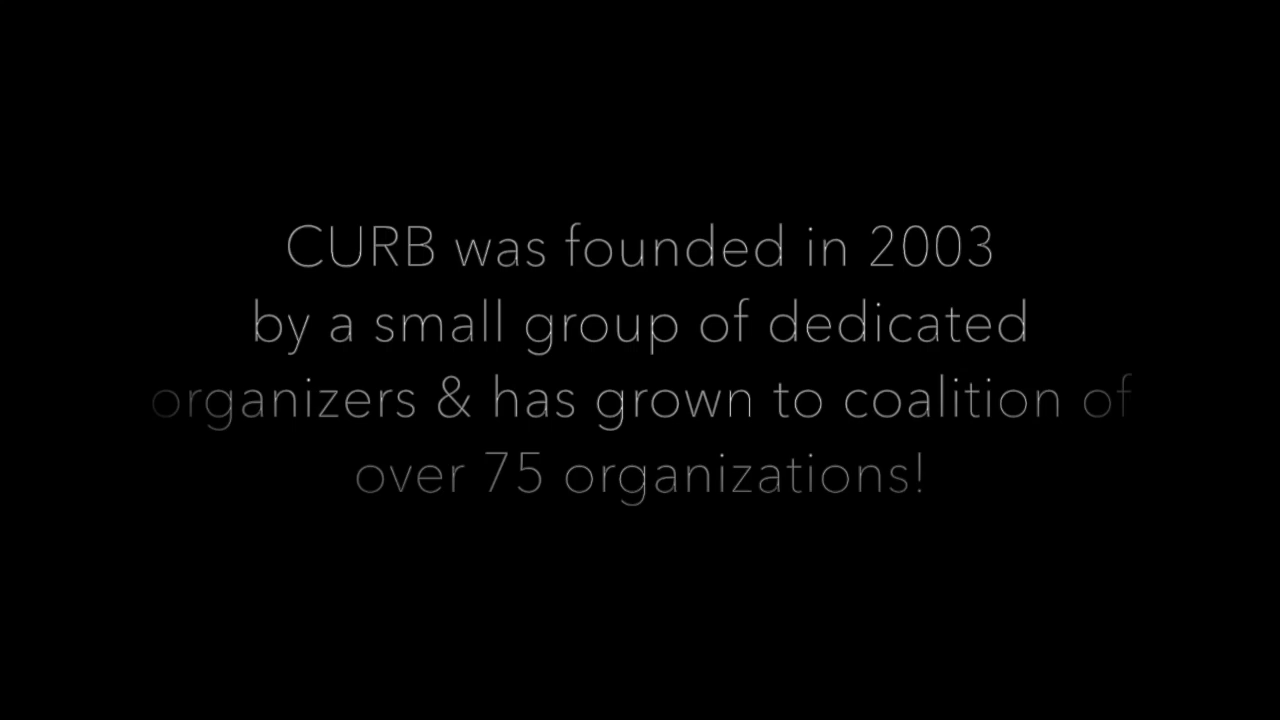 CURB was founded in 2003
by a small group of dedicated
organizers & has grown to coalition of
over 75 organizations!